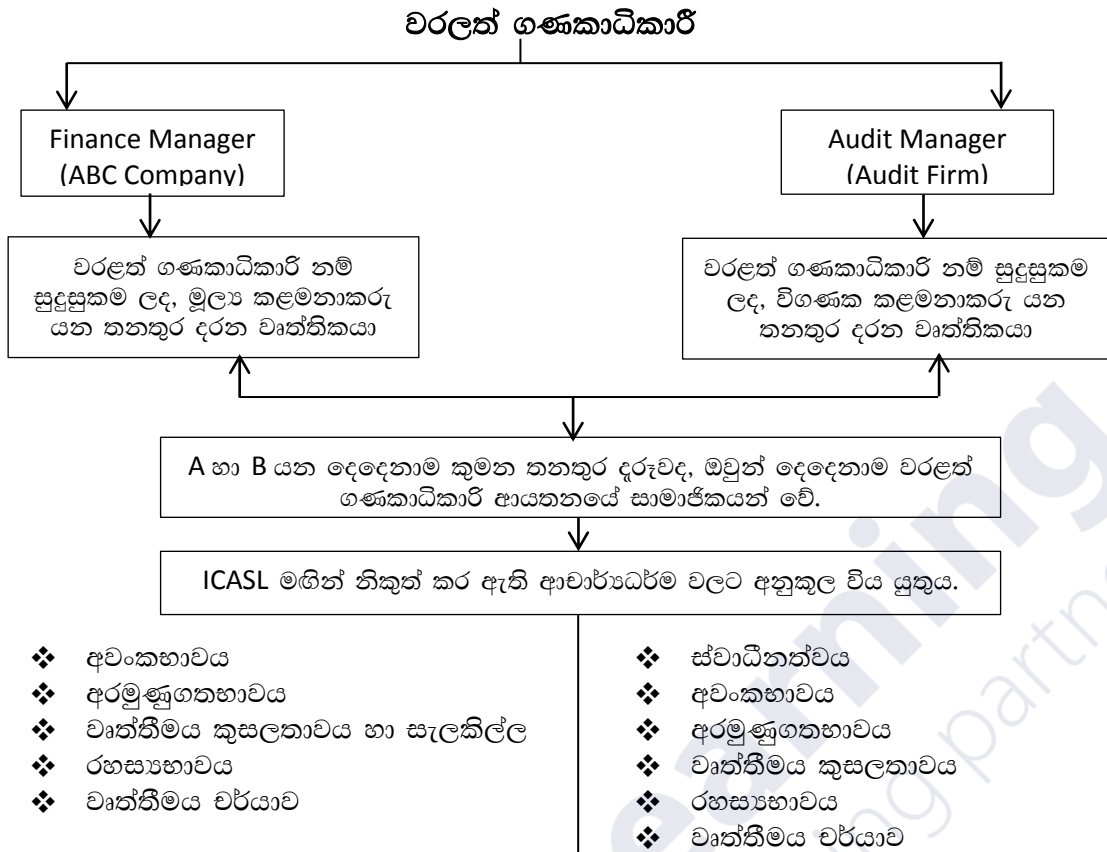 වරලත් ගණකාධිකාරී
Finance Manager
(ABC Company)
Audit Manager
(Audit Firm)
වරළත් ගණකාධිකාරි නම්
සුදුසුකම ලද, මූල්‍ය කළමනාකරු
යන තනතුර දරන වෘත්තිකයා
වරළත් ගණකාධිකාරි නම් සුදුසුකම
ලද, විගණක කළමනාකරු යන
තනතුර දරන වෘත්තිකයා
A හා B යන දෙදෙනාම කුමන තනතුර දැරුවද, ඔවුන් දෙදෙනාම වරළත්
ගණකාධිකාරි ආයතනයේ සාමාජිකයන් වේ.
ICASL මඟින් නිකුත් කර ඇති ආචාර්‍යධර්ම වලට අනුකූල විය යුතුය.
❖ අවංකභාවය
❖ අරමුණුගතභාවය
❖ වෘත්තීමය කුසලතාවය හා සැලකිල්ල
❖ රහස්‍යභාවය
❖ වෘත්තීමය චර්යාව
❖ ස්වාධීනත්වය
❖ අවංකභාවය
❖ අරමුණුගතභාවය
❖ වෘත්තීමය කුසලතාවය
❖ රහස්‍යභාවය
❖ වෘත්තීමය චර්යාව
earning
ing partn